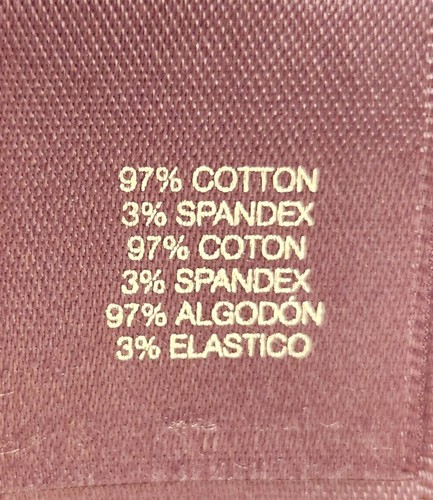 97% COTTON
3% SPANDEX
97% COTON
3% SPANDEX
97% ALGODÓN
3% ELASTICO